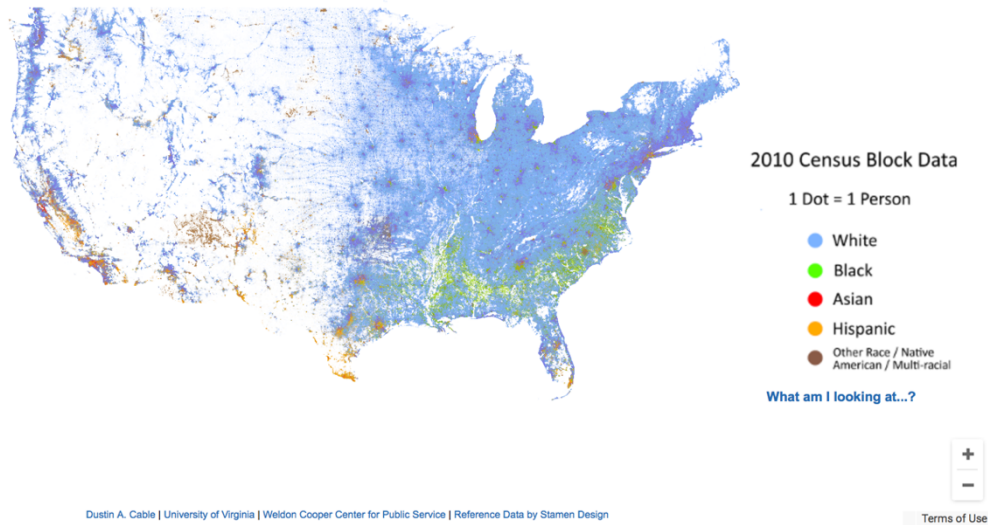 2010 Census Block Data
1 Dot = 1 Person
White
Black
Asian
Hispanic
Other Race / Native
American / Multi-racial
What am I looking at...?
+
−
Dustin A. Cable | University of Virginia | Weldon Cooper Center for Public Service | Reference Data by Stamen Design
Terms of Use